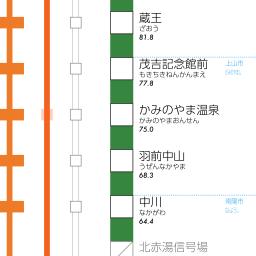 蔵王
ざおう
81.8
茂吉記念館前
もきちきねんかんまえ
77.8
上山市
かみのやま温泉
かみのやまおんせん
75.0
羽前中山
うぜんなかやま
68.3
中川
なかがわ
64.4
南陽市
北赤湯信号場